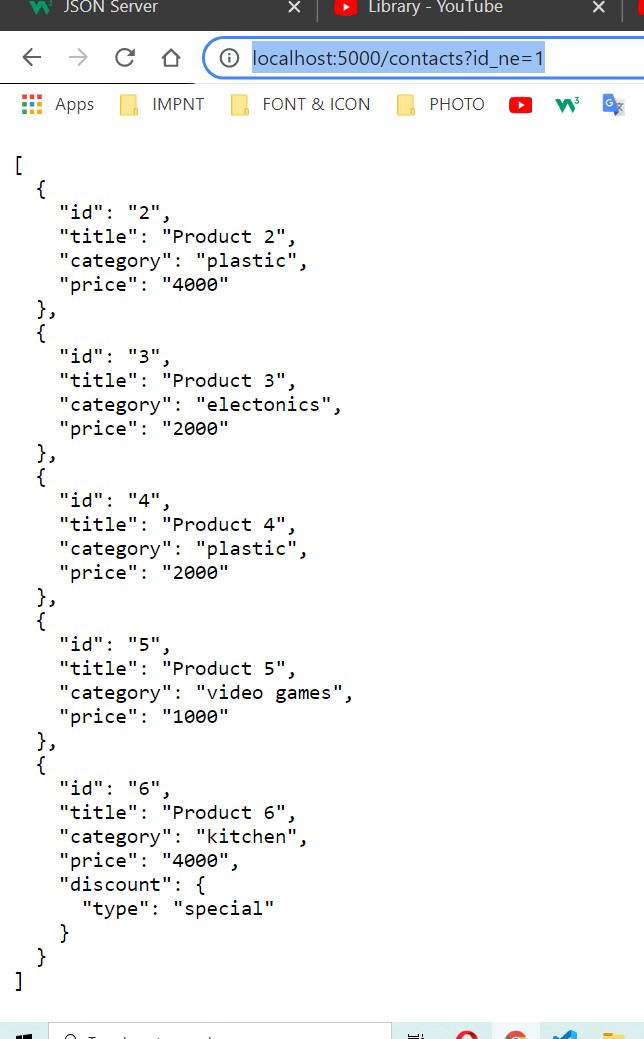 JSON Server
Library - YouTube
localhost:5000/contacts?id_ne=1
Apps IMPNT FONT & ICON PHOTO
[
{
"id": "2",
"title": "Product 2",
"category": "plastic",
"price": "4000"
},
{
"id": "3",
"title": "Product 3",
"category": "electonics",
"price": "2000"
},
{
"id": "4",
"title": "Product 4",
"category": "plastic",
"price": "2000"
},
{
"id": "5",
"title": "Product 5",
"category": "video games",
"price": "1000"
},
{
"id": "6",
"title": "Product 6",
"category": "kitchen",
"price": "4000",
"discount": {
"type": "special"
}
}
]